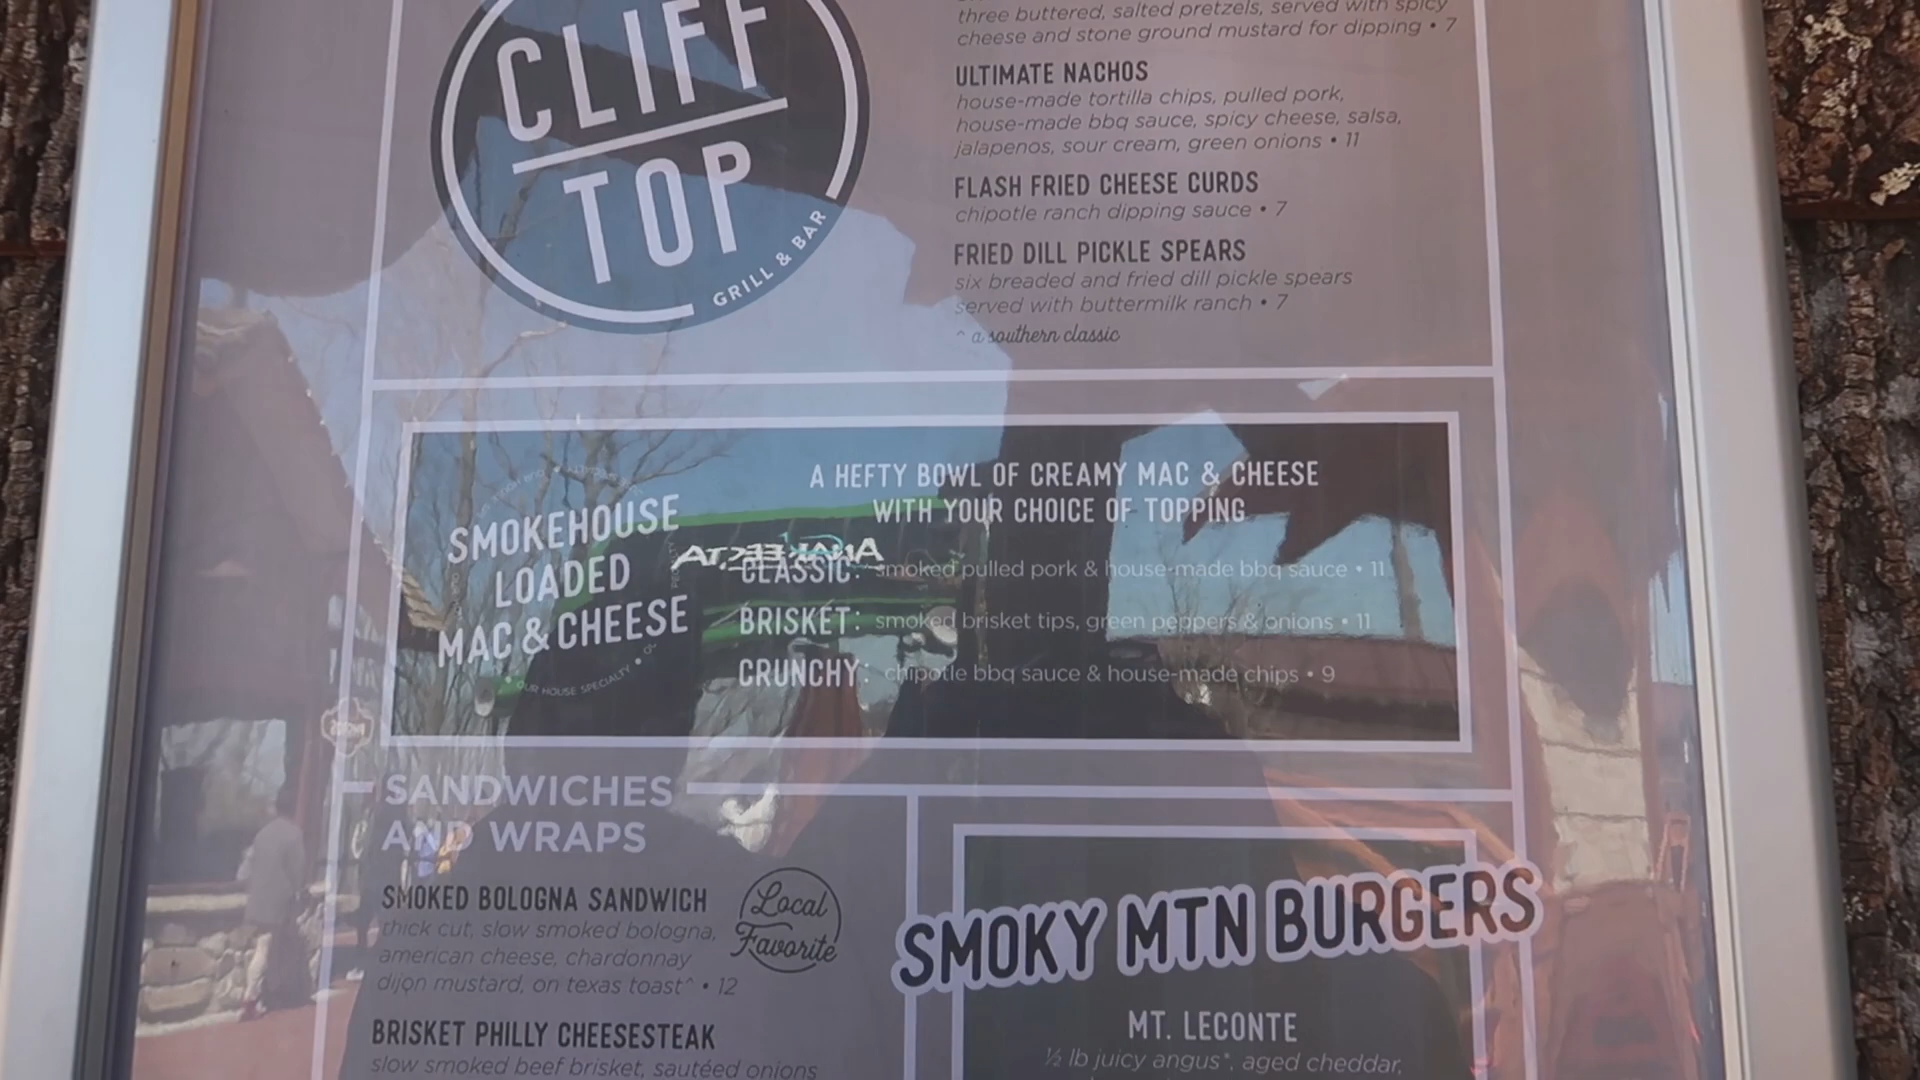 CLIFF
TOP
GRILL & BAR
three buttered, salted pretzels, served with spicy
cheese and stone ground mustard for dipping • 7
ULTIMATE NACHOS
house-made tortilla chips, pulled pork,
house-made bbq sauce, spicy cheese, salsa,
jalapenos, sour cream, green onions • 11
FLASH FRIED CHEESE CURDS
chipotle ranch dipping sauce • 7
FRIED DILL PICKLE SPEARS
six breaded and fried dill pickle spears
served with buttermilk ranch • 7
^ a southern classic
SMOKEHOUSE
LOADED
MAC & CHEESE
• OUR HOUSE SPECIALTY •
A HEFTY BOWL OF CREAMY MAC & CHEESE
WITH YOUR CHOICE OF TOPPING
CLASSIC: smoked pulled pork & house-made bbq sauce • 11
BRISKET: smoked brisket tips, green peppers & onions • 11
CRUNCHY: chipotle bbq sauce & house-made chips • 9
SANDWICHES
AND WRAPS
SMOKED BOLOGNA SANDWICH
thick cut, slow smoked bologna,
american cheese, chardonnay
dijon mustard, on texas toast^ • 12
Local
Favorite
BRISKET PHILLY CHEESESTEAK
slow smoked beef brisket, sautéed onions
SMOKY MTN BURGERS
MT. LECONTE
½ lb juicy angus*, aged cheddar,